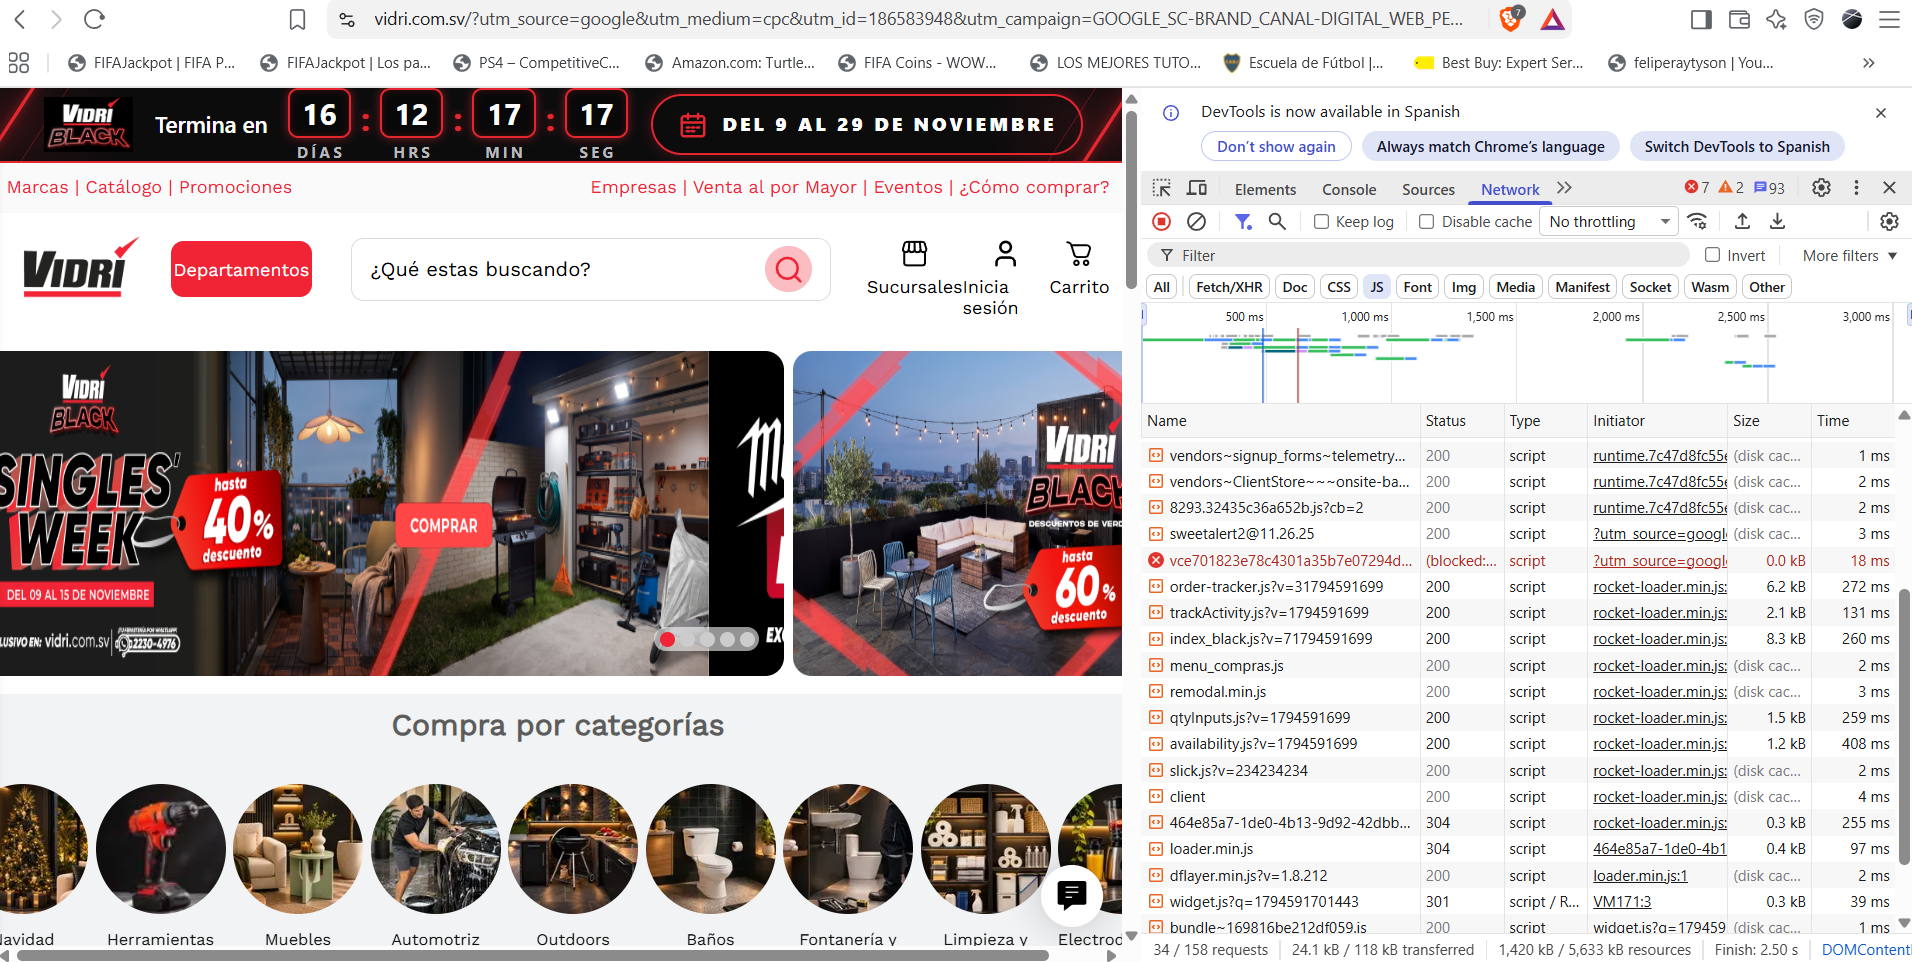 vidri.com.sv/?utm_source=google&utm_medium=cpc&utm_id=186583948&utm_campaign=GOOGLE_SC-BRAND_CANAL-DIGITAL_WEB_PE...
7
FIFAJackpot | FIFA P...
FIFAJackpot | Los pa...
PS4 – CompetitiveC...
Amazon.com: Turtle...
FIFA Coins - WOW...
LOS MEJORES TUTO...
Escuela de Fútbol |...
Best Buy: Expert Ser...
feliperaytyson | You...
VIDRÍ BLACK
Termina en
16 : 12 : 17 : 17
DÍAS HRS MIN SEG
DEL 9 AL 29 DE NOVIEMBRE
Marcas | Catálogo | Promociones
Empresas | Venta al por Mayor | Eventos | ¿Cómo comprar?
VIDRÍ
Departamentos
¿Qué estas buscando?
Sucursales
Inicia
sesión
Carrito
VIDRÍ
BLACK
SINGLES'
WEEK
hasta
40%
descuento
DEL 09 AL 15 DE NOVIEMBRE
LUSIVO EN: vidri.com.sv
2230-4976
COMPRAR
EXC
VIDRÍ
BLACK
DESCUENTOS DE VERD
hasta
60%
descuento
Compra por categorías
Navidad
Herramientas
Muebles
Automotriz
Outdoors
Baños
Fontanería y
Limpieza y
Electrod
DevTools is now available in Spanish
Don't show again
Always match Chrome's language
Switch DevTools to Spanish
Elements Console Sources Network
7 2 93
Keep log Disable cache No throttling
Filter Invert More filters
All Fetch/XHR Doc CSS JS Font Img Media Manifest Socket Wasm Other
500 ms 1,000 ms 1,500 ms 2,000 ms 2,500 ms 3,000 ms
Name Status Type Initiator Size Time
vendors~signup_forms~telemetry... 200 script runtime.7c47d8fc55e (disk cac... 1 ms
vendors~ClientStore~~~onsite-ba... 200 script runtime.7c47d8fc55e (disk cac... 2 ms
8293.32435c36a652b.js?cb=2 200 script runtime.7c47d8fc55e (disk cac... 2 ms
sweetalert2@11.26.25 200 script ?utm_source=googl (disk cac... 3 ms
vce701823e78c4301a35b7e07294d... (blocked:... script ?utm_source=googl 0.0 kB 18 ms
order-tracker.js?v=31794591699 200 script rocket-loader.min.js: 6.2 kB 272 ms
trackActivity.js?v=1794591699 200 script rocket-loader.min.js: 2.1 kB 131 ms
index_black.js?v=71794591699 200 script rocket-loader.min.js: 8.3 kB 260 ms
menu_compras.js 200 script rocket-loader.min.js: (disk cac... 2 ms
remodal.min.js 200 script rocket-loader.min.js: (disk cac... 3 ms
qtyInputs.js?v=1794591699 200 script rocket-loader.min.js: 1.5 kB 259 ms
availability.js?v=1794591699 200 script rocket-loader.min.js: 1.2 kB 408 ms
slick.js?v=234234234 200 script rocket-loader.min.js: (disk cac... 2 ms
client 200 script rocket-loader.min.js: (disk cac... 4 ms
464e85a7-1de0-4b13-9d92-42dbb... 304 script rocket-loader.min.js: 0.3 kB 255 ms
loader.min.js 304 script 464e85a7-1de0-4b1 0.4 kB 97 ms
dflayer.min.js?v=1.8.212 200 script loader.min.js:1 (disk cac... 2 ms
widget.js?q=1794591701443 301 script / R... VM171:3 0.3 kB 39 ms
bundle~169816be212df059.js 200 script widget.js?q=179459 (disk cac... 1 ms
34 / 158 requests 24.1 kB / 118 kB transferred 1,420 kB / 5,633 kB resources Finish: 2.50 s DOMContent